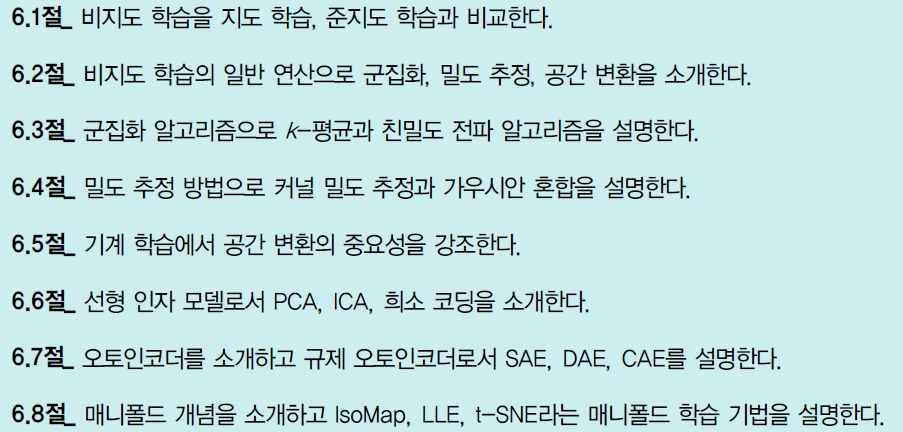 6.1절_ 비지도 학습을 지도 학습, 준지도 학습과 비교한다.
6.2절_ 비지도 학습의 일반 연산으로 군집화, 밀도 추정, 공간 변환을 소개한다.
6.3절_ 군집화 알고리즘으로 k-평균과 친밀도 전파 알고리즘을 설명한다.
6.4절_ 밀도 추정 방법으로 커널 밀도 추정과 가우시안 혼합을 설명한다.
6.5절_ 기계 학습에서 공간 변환의 중요성을 강조한다.
6.6절_ 선형 인자 모델로서 PCA, ICA, 희소 코딩을 소개한다.
6.7절_ 오토인코더를 소개하고 규제 오토인코더로서 SAE, DAE, CAE를 설명한다.
6.8절_ 매니폴드 개념을 소개하고 IsoMap, LLE, t-SNE라는 매니폴드 학습 기법을 설명한다.